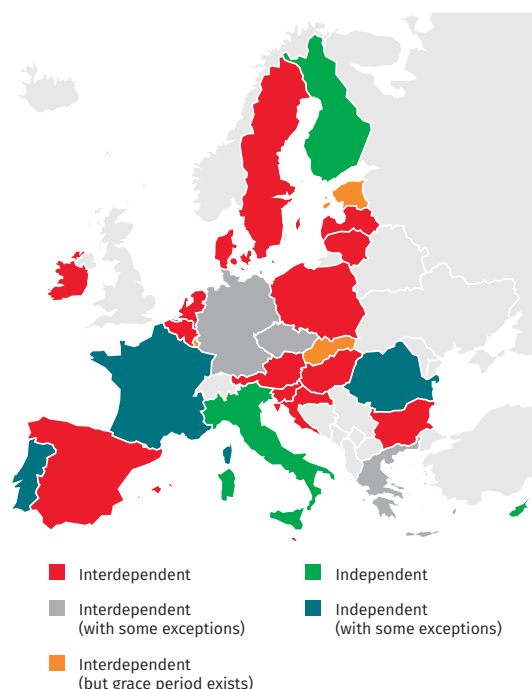 Interdependent
Independent
Interdependent
(with some exceptions)
Independent
(with some exceptions)
Interdependent
(but grace period exists)